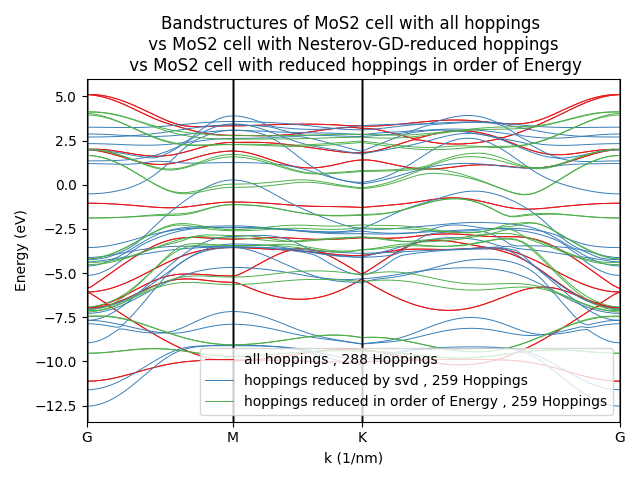 Bandstructures of MoS2 cell with all hoppings
vs MoS2 cell with Nesterov-GD-reduced hoppings
vs MoS2 cell with reduced hoppings in order of Energy
Energy (eV)
5.0
2.5
0.0
−2.5
−5.0
−7.5
−10.0
−12.5
all hoppings , 288 Hoppings
hoppings reduced by svd , 259 Hoppings
hoppings reduced in order of Energy , 259 Hoppings
G M K G
k (1/nm)